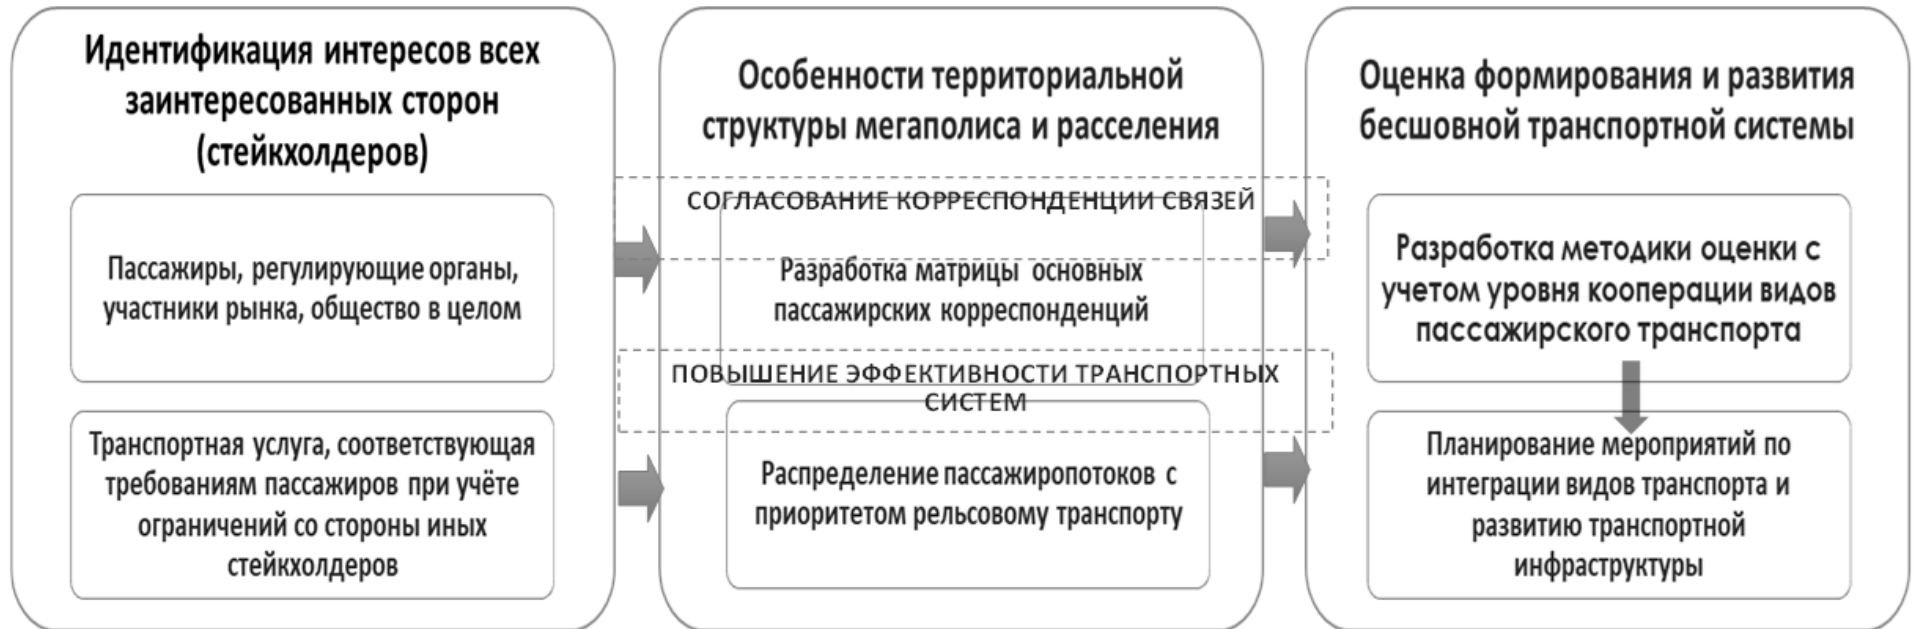 Идентификация интересов всех
заинтересованных сторон
(стейкхолдеров)
Пассажиры, регулирующие органы,
участники рынка, общество в целом
Транспортная услуга, соответствующая
требованиям пассажиров при учёте
ограничений со стороны иных
стейкхолдеров
Особенности территориальной
структуры мегаполиса и расселения
СОГЛАСОВАНИЕ КОРРЕСПОНДЕНЦИИ СВЯЗЕЙ
Разработка матрицы основных
пассажирских корреспонденций
ПОВЫШЕНИЕ ЭФФЕКТИВНОСТИ ТРАНСПОРТНЫХ
СИСТЕМ
Распределение пассажиропотоков с
приоритетом рельсовому транспорту
Оценка формирования и развития
бесшовной транспортной системы
Разработка методики оценки с
учетом уровня кооперации видов
пассажирского транспорта
Планирование мероприятий по
интеграции видов транспорта и
развитию транспортной
инфраструктуры